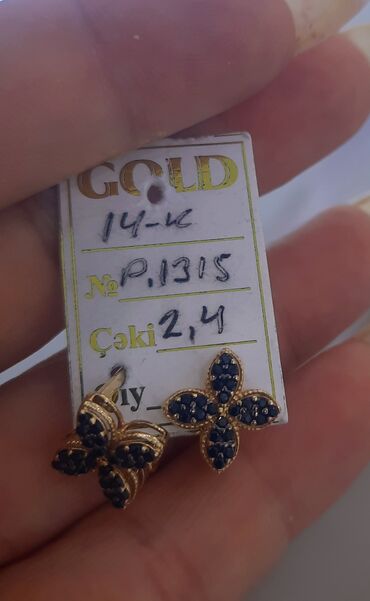 GOLD
14-K
№ P.1315
Çəki 2,4